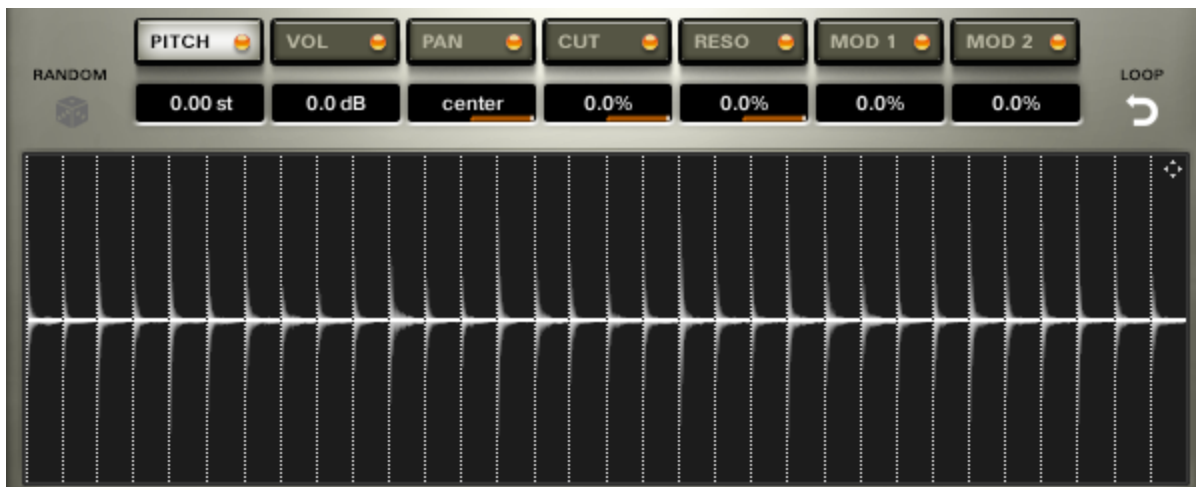 PITCH VOL PAN CUT RESO MOD 1 MOD 2
RANDOM LOOP
0.00 st 0.0 dB center 0.0% 0.0% 0.0% 0.0%